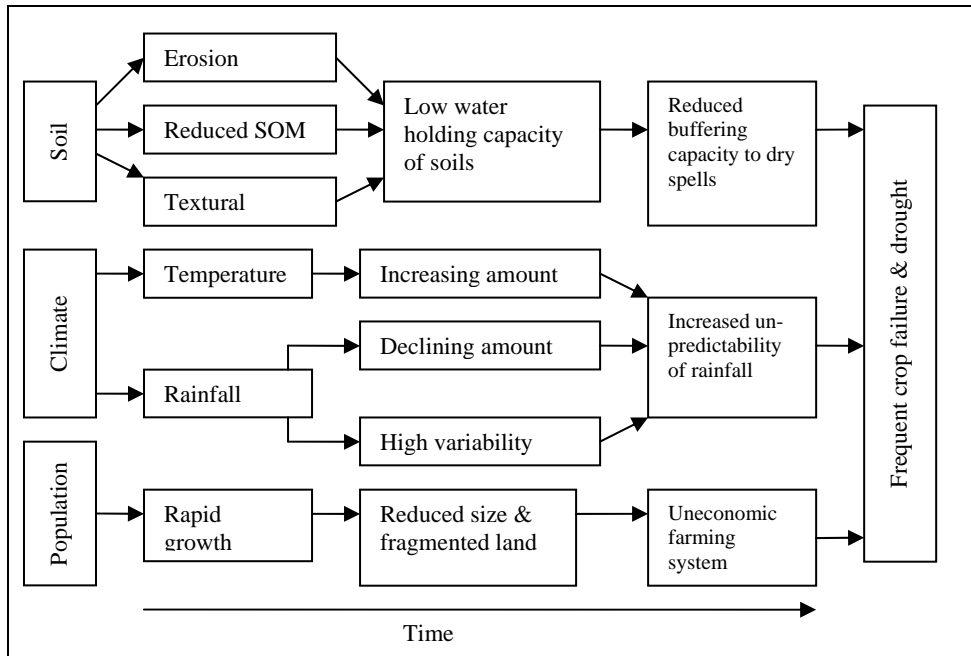 Soil
Erosion
Reduced SOM
Textural
Low water
holding capacity
of soils
Reduced
buffering
capacity to dry
spells
Climate
Temperature
Rainfall
Increasing amount
Declining amount
High variability
Increased un-
predictability
of rainfall
Population
Rapid
growth
Reduced size &
fragmented land
Uneconomic
farming
system
Frequent crop failure & drought
Time